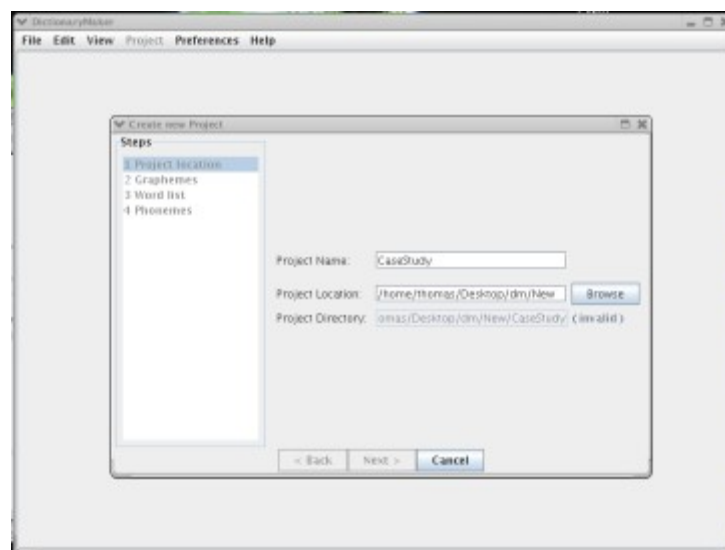 DictionaryMaker
File Edit View Project Preferences Help
Create new Project
Steps
1 Project location
2 Graphemes
3 Word list
4 Phonemes
Project Name: CaseStudy
Project Location: /home/thomas/Desktop/dm/New Browse
Project Directory: omas/Desktop/dm/New/CaseStudy (invalid)
< Back Next > Cancel